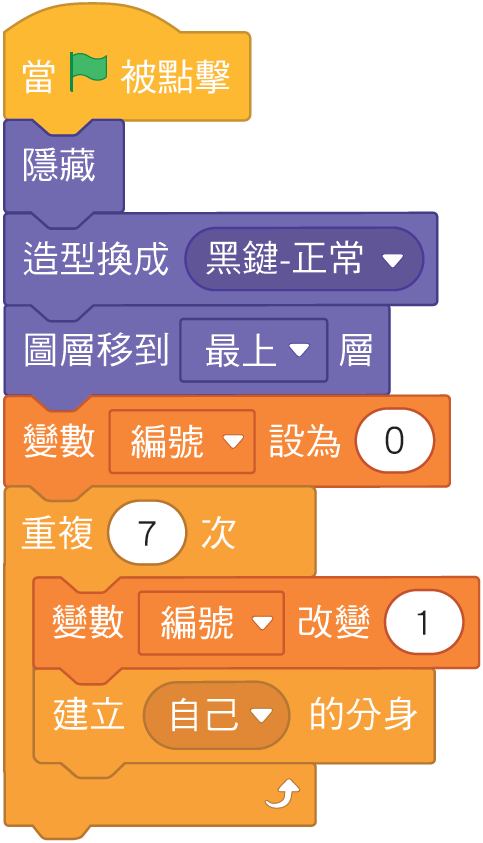 當 被點擊
隱藏
造型換成 黑鍵-正常
圖層移到 最上 層
變數 編號 設為 0
重複 7 次
變數 編號 改變 1
建立 自己 的分身